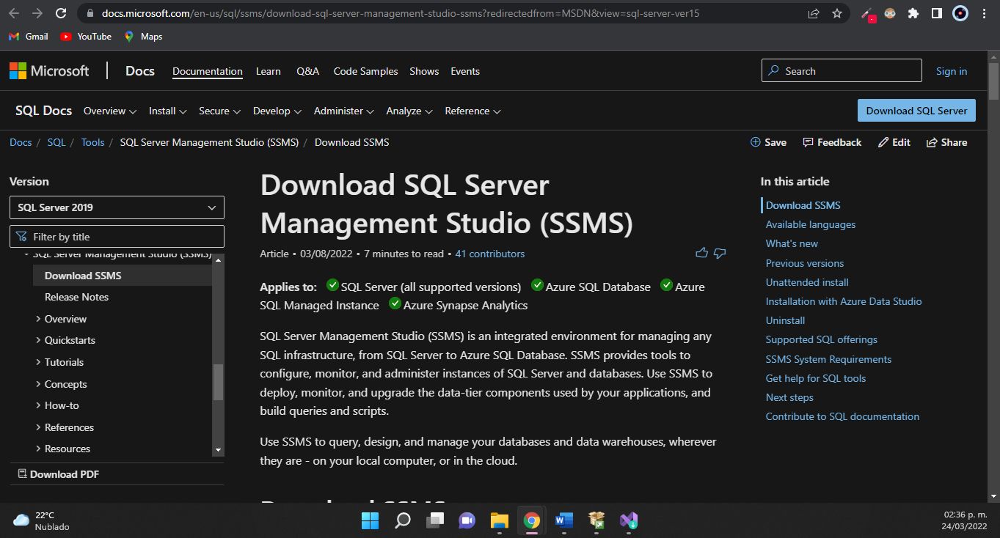 docs.microsoft.com/en-us/sql/ssms/download-sql-server-management-studio-ssms?redirectedfrom=MSDN&view=sql-server-ver15
Gmail YouTube Maps
Microsoft Docs Documentation Learn Q&A Code Samples Shows Events Search Sign in
SQL Docs Overview Install Secure Develop Administer Analyze Reference Download SQL Server
Docs / SQL / Tools / SQL Server Management Studio (SSMS) / Download SSMS Save Feedback Edit Share
Version
SQL Server 2019
Filter by title
SQL Server Management Studio (SSMS)
Download SSMS
Release Notes
Overview
Quickstarts
Tutorials
Concepts
How-to
References
Resources
Download PDF
Download SQL Server
Management Studio (SSMS)
Article • 03/08/2022 • 7 minutes to read • 41 contributors
Applies to: SQL Server (all supported versions) Azure SQL Database Azure
SQL Managed Instance Azure Synapse Analytics
SQL Server Management Studio (SSMS) is an integrated environment for managing any
SQL infrastructure, from SQL Server to Azure SQL Database. SSMS provides tools to
configure, monitor, and administer instances of SQL Server and databases. Use SSMS to
deploy, monitor, and upgrade the data-tier components used by your applications, and
build queries and scripts.
Use SSMS to query, design, and manage your databases and data warehouses, wherever
they are - on your local computer, or in the cloud.
Download SSMS
In this article
Download SSMS
Available languages
What's new
Previous versions
Unattended install
Installation with Azure Data Studio
Uninstall
Supported SQL offerings
SSMS System Requirements
Get help for SQL tools
Next steps
Contribute to SQL documentation
22°C
Nublado
02:36 p. m.
24/03/2022